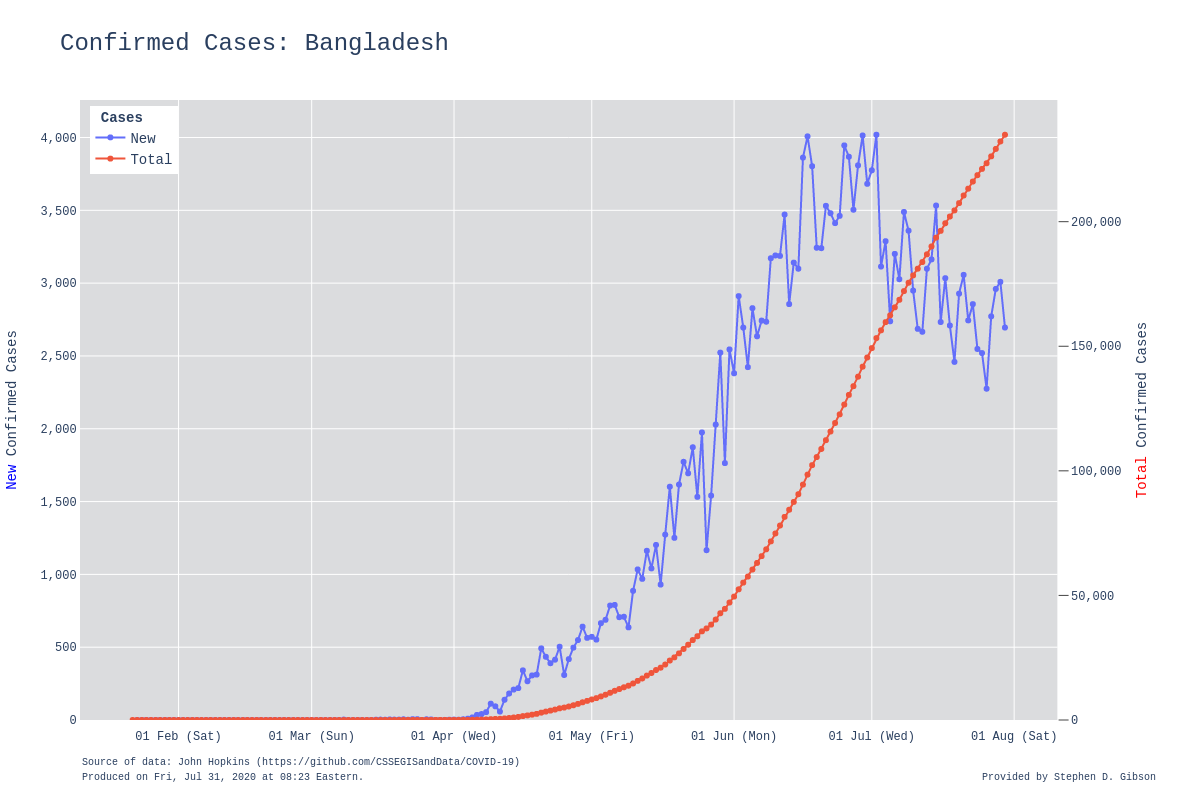 Confirmed Cases: Bangladesh
Cases
New
Total
4,000
3,500
3,000
2,500
2,000
1,500
1,000
500
0
New Confirmed Cases
200,000
150,000
100,000
50,000
0
Total Confirmed Cases
01 Feb (Sat)
01 Mar (Sun)
01 Apr (Wed)
01 May (Fri)
01 Jun (Mon)
01 Jul (Wed)
01 Aug (Sat)
Source of data: John Hopkins (https://github.com/CSSEGISandData/COVID-19)
Produced on Fri, Jul 31, 2020 at 08:23 Eastern.
Provided by Stephen D. Gibson